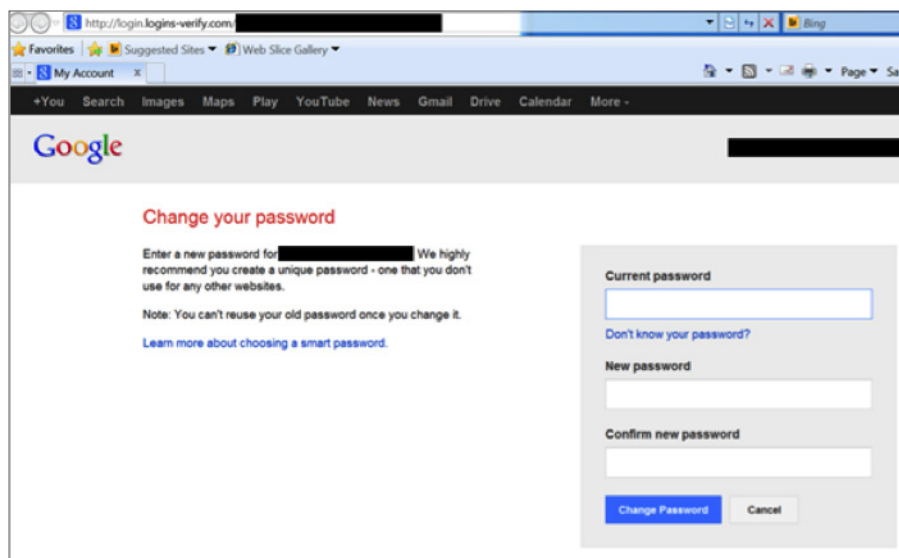 http://login.logins-verify.com/
Bing
Favorites Suggested Sites Web Slice Gallery
My Account x Page Sa
+You Search Images Maps Play YouTube News Gmail Drive Calendar More
Google
Change your password
Enter a new password for We highly
recommend you create a unique password - one that you don't
use for any other websites.
Note: You can't reuse your old password once you change it.
Learn more about choosing a smart password.
Current password
Don't know your password?
New password
Confirm new password
Change Password Cancel